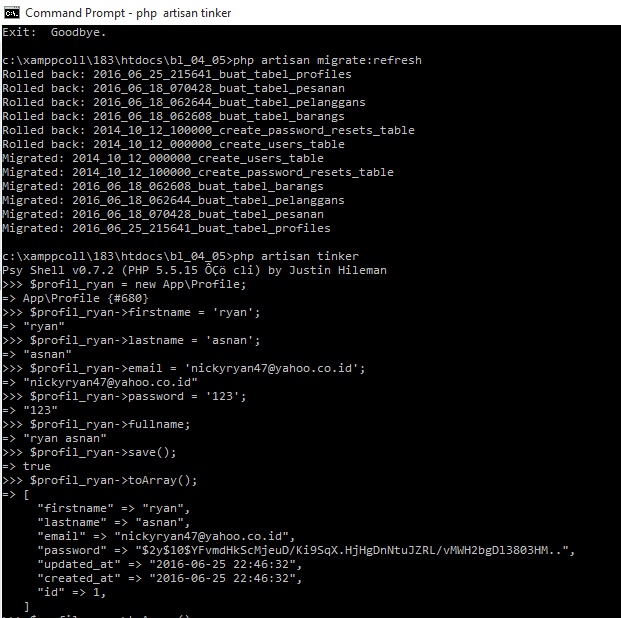 Command Prompt - php  artisan tinker
Exit:  Goodbye.
c:\xamppcoll\183\htdocs\bl_04_05>php artisan migrate:refresh
Rolled back: 2016_06_25_215641_buat_tabel_profiles
Rolled back: 2016_06_18_070428_buat_tabel_pesanan
Rolled back: 2016_06_18_062644_buat_tabel_pelanggans
Rolled back: 2016_06_18_062608_buat_tabel_barangs
Rolled back: 2014_10_12_100000_create_password_resets_table
Rolled back: 2014_10_12_000000_create_users_table
Migrated: 2014_10_12_000000_create_users_table
Migrated: 2014_10_12_100000_create_password_resets_table
Migrated: 2016_06_18_062608_buat_tabel_barangs
Migrated: 2016_06_18_062644_buat_tabel_pelanggans
Migrated: 2016_06_18_070428_buat_tabel_pesanan
Migrated: 2016_06_25_215641_buat_tabel_profiles
c:\xamppcoll\183\htdocs\bl_04_05>php artisan tinker
Psy Shell v0.7.2 (PHP 5.5.15 ÔÇö cli) by Justin Hileman
>>> $profil_ryan = new App\Profile;
=> App\Profile {#680}
>>> $profil_ryan->firstname = 'ryan';
=> "ryan"
>>> $profil_ryan->lastname = 'asnan';
=> "asnan"
>>> $profil_ryan->email = 'nickyryan47@yahoo.co.id';
=> "nickyryan47@yahoo.co.id"
>>> $profil_ryan->password = '123';
=> "123"
>>> $profil_ryan->fullname;
=> "ryan asnan"
>>> $profil_ryan->save();
=> true
>>> $profil_ryan->toArray();
=> [
"firstname" => "ryan",
"lastname" => "asnan",
"email" => "nickyryan47@yahoo.co.id",
"password" => "$2y$10$YFvmdHkScMjeuD/Ki9SqX.HjHgDnNtuJZRL/vMWH2bgDl3803HM..",
"updated_at" => "2016-06-25 22:46:32",
"created_at" => "2016-06-25 22:46:32",
"id" => 1,
]
>>> $profil_ryan->toArray()